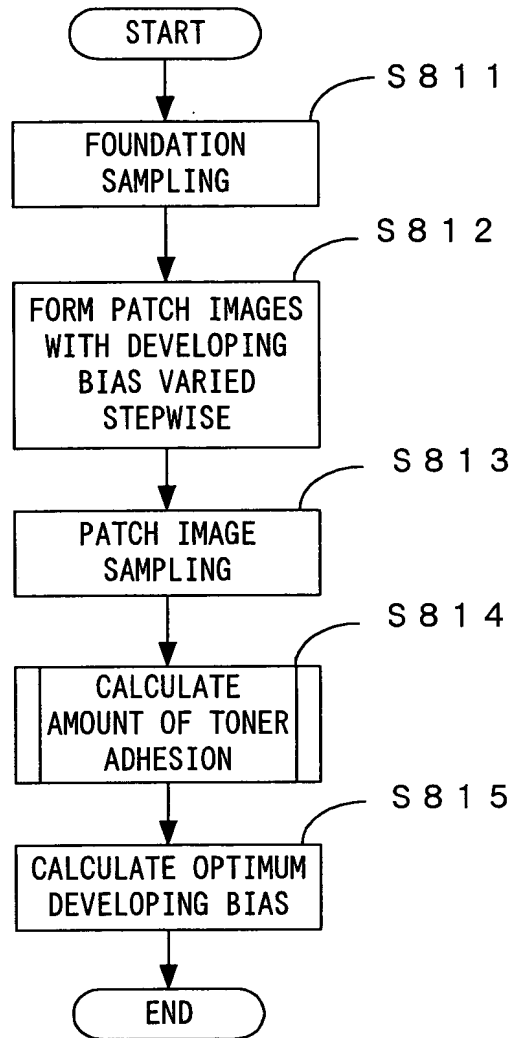 START
S811
FOUNDATION
SAMPLING
S812
FORM PATCH IMAGES
WITH DEVELOPING
BIAS VARIED
STEPWISE
S813
PATCH IMAGE
SAMPLING
S814
CALCULATE
AMOUNT OF TONER
ADHESION
S815
CALCULATE OPTIMUM
DEVELOPING BIAS
END